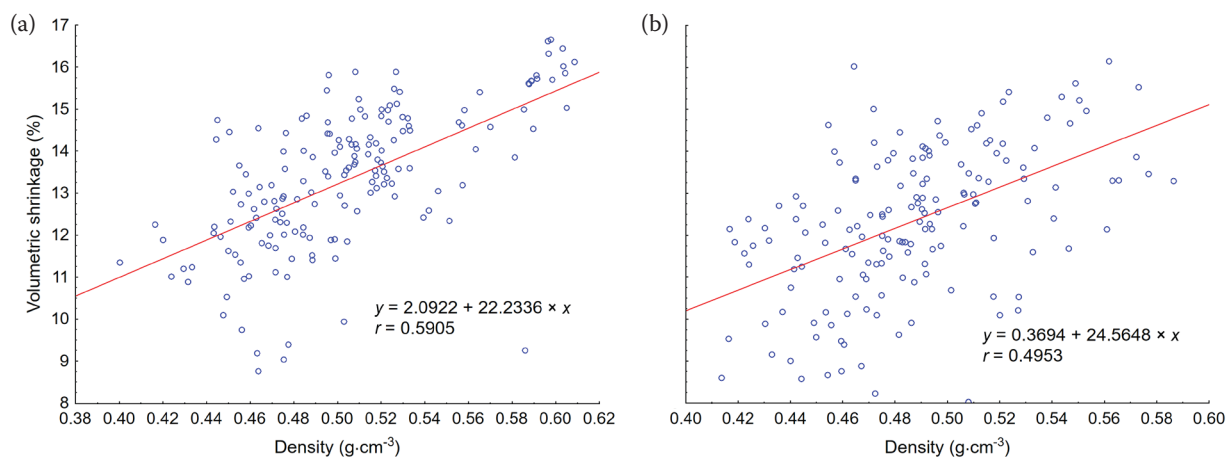 (a)
(b)
Volumetric shrinkage (%)
17
16
15
14
13
12
11
10
9
8
y = 2.0922 + 22.2336 × x
r = 0.5905
0.38 0.40 0.42 0.44 0.46 0.48 0.50 0.52 0.54 0.56 0.58 0.60 0.62
Density (g·cm⁻³)
y = 0.3694 + 24.5648 × x
r = 0.4953
0.40 0.42 0.44 0.46 0.48 0.50 0.52 0.54 0.56 0.58 0.60
Density (g·cm⁻³)